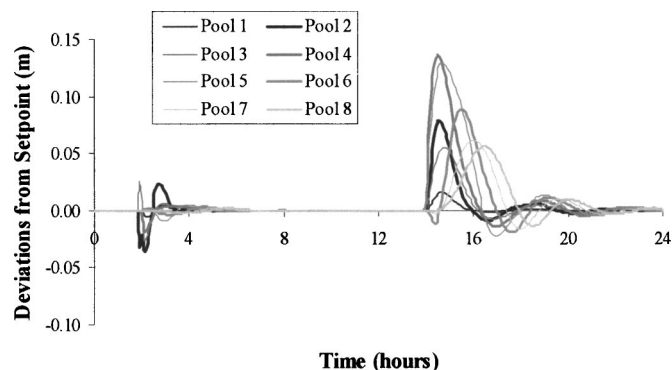 Pool 1 Pool 2
Pool 3 Pool 4
Pool 5 Pool 6
Pool 7 Pool 8
Deviations from Setpoint (m)
0.15
0.10
0.05
0.00
-0.05
-0.10
0 4 8 12 16 20 24
Time (hours)